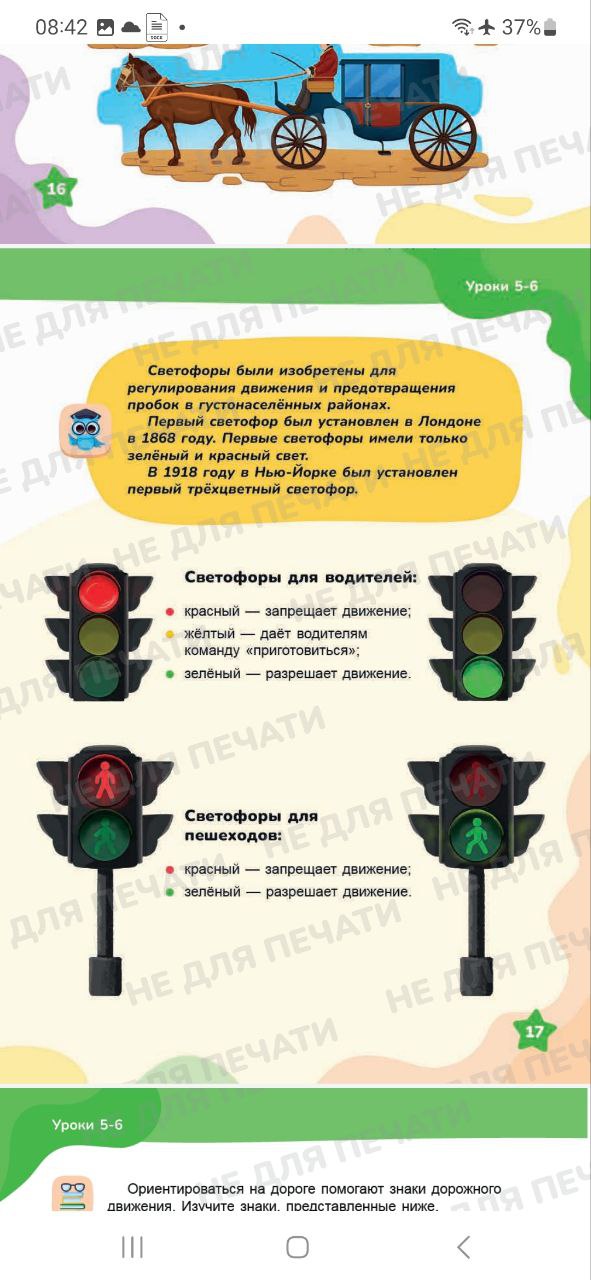 08:42
37%
16
Уроки 5-6
Светофоры были изобретены для
регулирования движения и предотвращения
пробок в густонаселённых районах.
Первый светофор был установлен в Лондоне
в 1868 году. Первые светофоры имели только
зелёный и красный свет.
В 1918 году в Нью-Йорке был установлен
первый трёхцветный светофор.
Светофоры для водителей:
красный — запрещает движение;
жёлтый — даёт водителям
команду «приготовиться»;
зелёный — разрешает движение.
Светофоры для
пешеходов:
красный — запрещает движение;
зелёный — разрешает движение.
17
Уроки 5-6
Ориентироваться на дороге помогают знаки дорожного
движения. Изучите знаки, представленные ниже.
НЕ ДЛЯ ПЕЧАТИ